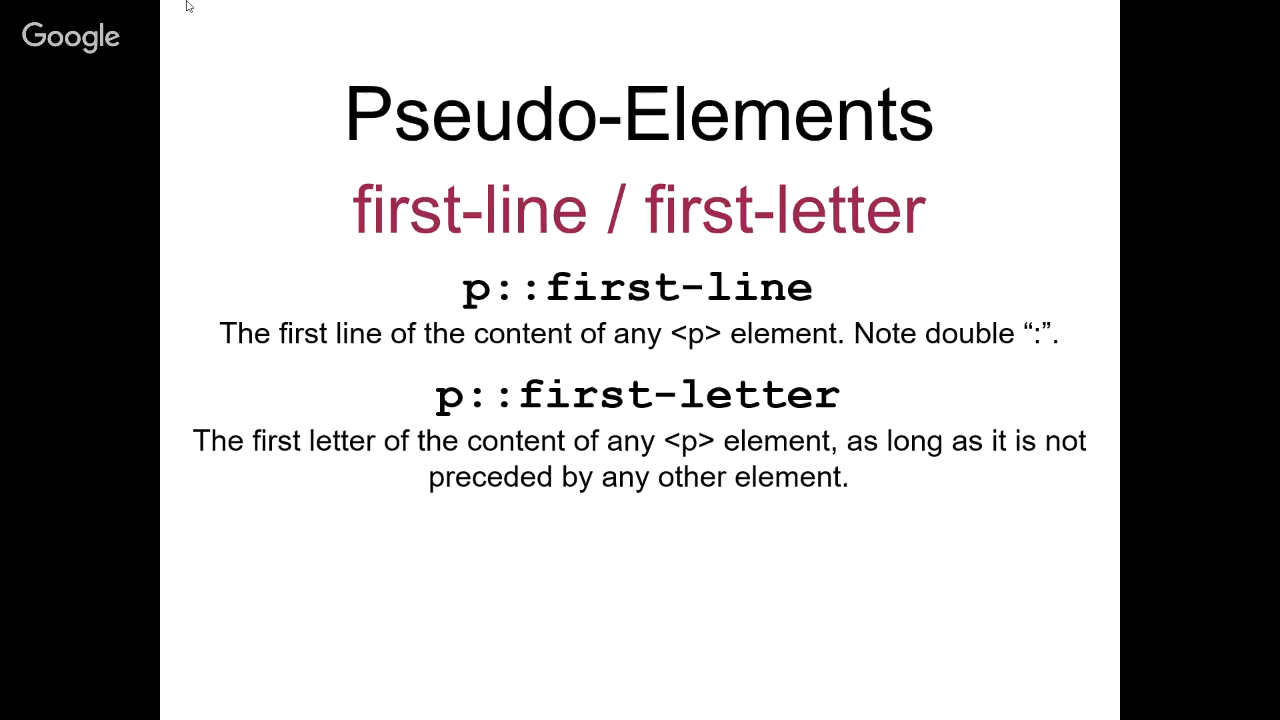 Google
Pseudo-Elements
first-line / first-letter
p::first-line
The first line of the content of any <p> element. Note double “:”.
p::first-letter
The first letter of the content of any <p> element, as long as it is not
preceded by any other element.